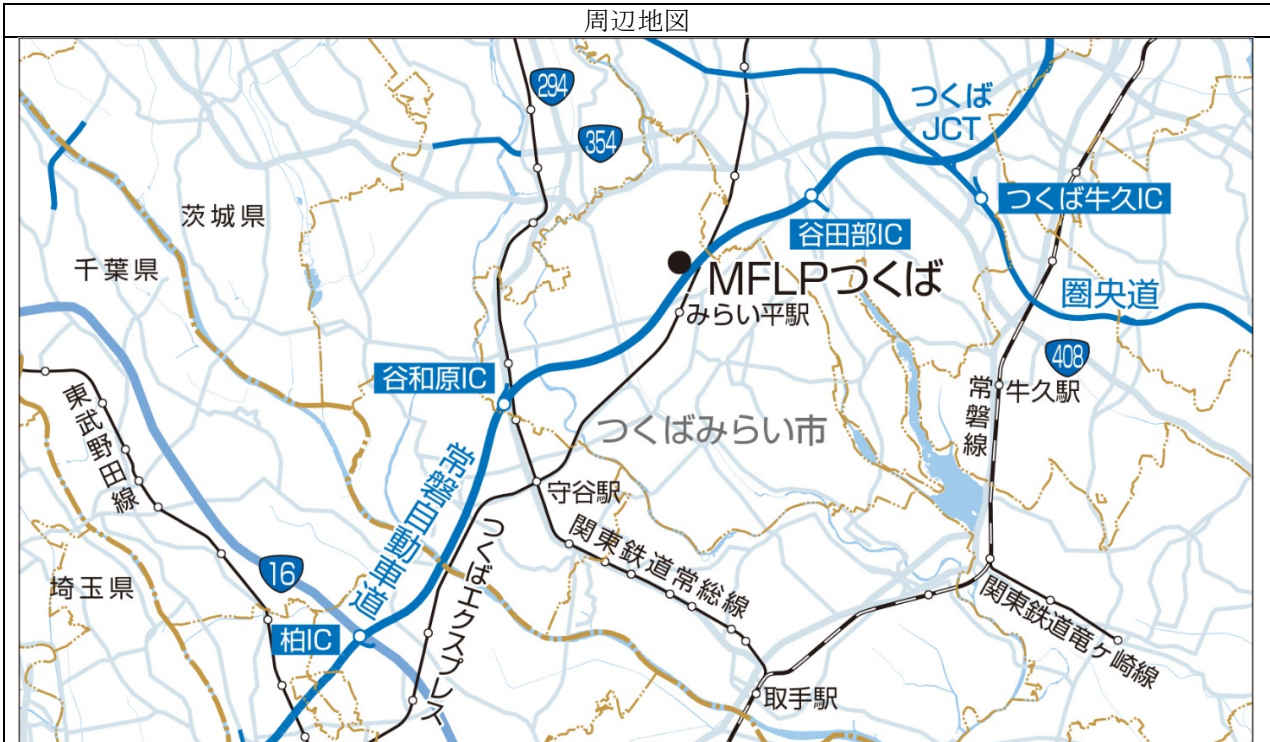 周辺地図
294
354
つくば
JCT
つくば牛久IC
茨城県
谷田部IC
千葉県
MFLPつくば
圏央道
みらい平駅
408
谷和原IC
牛久駅
常磐線
東武野田線
つくばみらい市
常磐自動車道
守谷駅
つくばエクスプレス
関東鉄道常総線
16
埼玉県
関東鉄道竜ヶ崎線
柏IC
取手駅